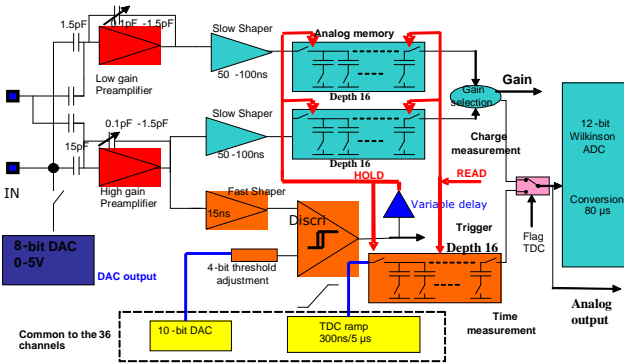 1.5pF
0.1pF -1.5pF
Slow Shaper
Analog memory
Low gain
Preamplifier
50 -100ns
Depth 16
Gain
Gain
selection
12 -bit
Wilkinson
ADC
Conversion
80 µs
0.1pF -1.5pF
Slow Shaper
15pF
50 -100ns
Depth 16
Charge
measurement
HOLD
READ
IN
High gain
Preamplifier
Fast Shaper
15ns
Variable delay
Discri
Trigger
Flag
TDC
8-bit DAC
0-5V
DAC output
4-bit threshold
adjustment
Depth 16
Analog
output
Time
measurement
Common to the 36
channels
10 -bit DAC
TDC ramp
300ns/5 µs